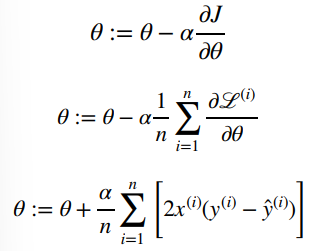 θ := θ − α ∂J/∂θ
θ := θ − α 1/n ∑_{i=1}^{n} ∂ℒ^{(i)}/∂θ
θ := θ + α/n ∑_{i=1}^{n} [2x^{(i)}(y^{(i)} − ŷ^{(i)})]